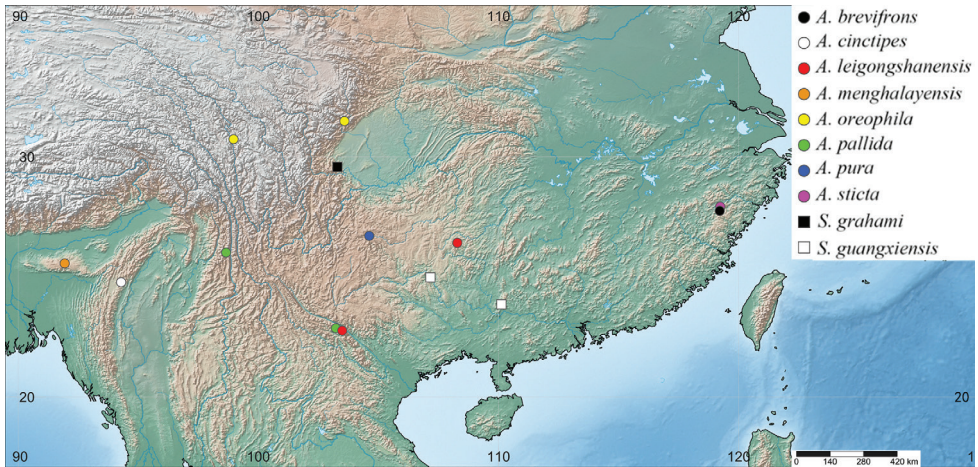 90 100 110 120
A. brevifrons
A. cinctipes
A. leigongshanensis
A. menghalayensis
A. oreophila
30
A. pallida
A. pura
A. sticta
S. grahami
S. guangxiensis
20 20
90 100 110 120 1
0 140 280 420 km